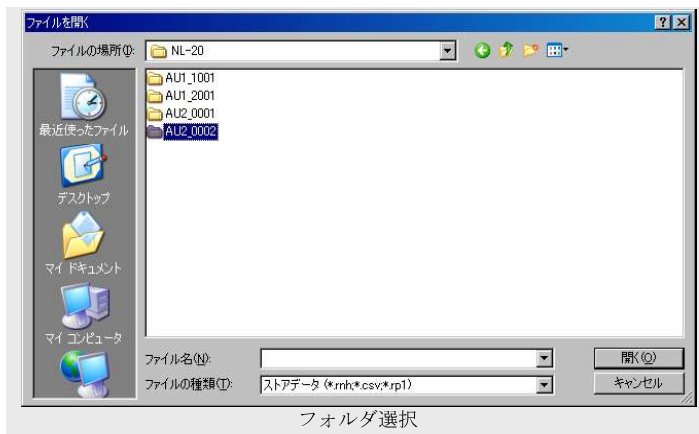 ファイルを開く
ファイルの場所(I):
NL-20
AU1_1001
AU1_2001
AU2_0001
AU2_0002
最近使ったファイル
デスクトップ
マイ ドキュメント
マイ コンピュータ
ファイル名(N):
開く(O)
ファイルの種類(T):
ストアデータ (*.rnh;*.csv;*.rp1)
キャンセル
フォルダ選択